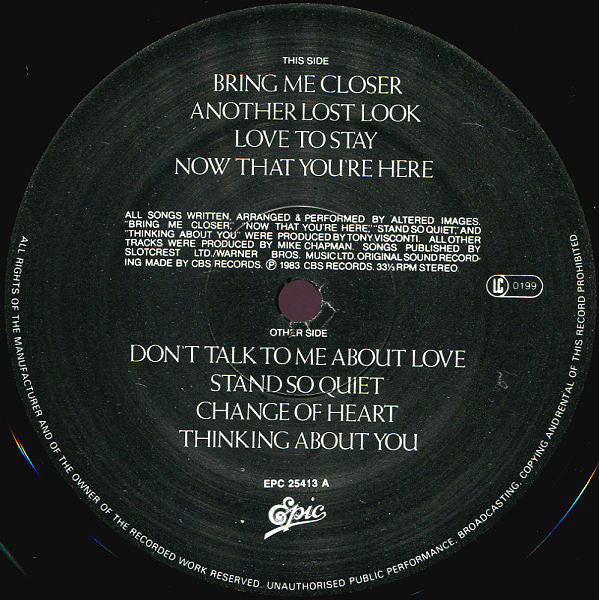 THIS SIDE
BRING ME CLOSER
ANOTHER LOST LOOK
LOVE TO STAY
NOW THAT YOU'RE HERE
ALL SONGS WRITTEN, ARRANGED & PERFORMED BY ALTERED IMAGES.
"BRING ME CLOSER," "NOW THAT YOU'RE HERE," "STAND SO QUIET," AND
"THINKING ABOUT YOU" WERE PRODUCED BY TONY VISCONTI. ALL OTHER
TRACKS WERE PRODUCED BY MIKE CHAPMAN. SONGS PUBLISHED BY
SLOTCREST LTD./WARNER BROS. MUSIC LTD. ORIGINAL SOUND RECORD-
ING MADE BY CBS RECORDS. ℗ 1983 CBS RECORDS. 33⅓ RPM STEREO
LC 0199
OTHER SIDE
DON'T TALK TO ME ABOUT LOVE
STAND SO QUIET
CHANGE OF HEART
THINKING ABOUT YOU
EPC 25413 A
Epic
ALL RIGHTS OF THE MANUFACTURER AND OF THE OWNER OF THE RECORDED WORK RESERVED. UNAUTHORISED PUBLIC PERFORMANCE, BROADCASTING, COPYING AND RENTAL OF THIS RECORD PROHIBITED